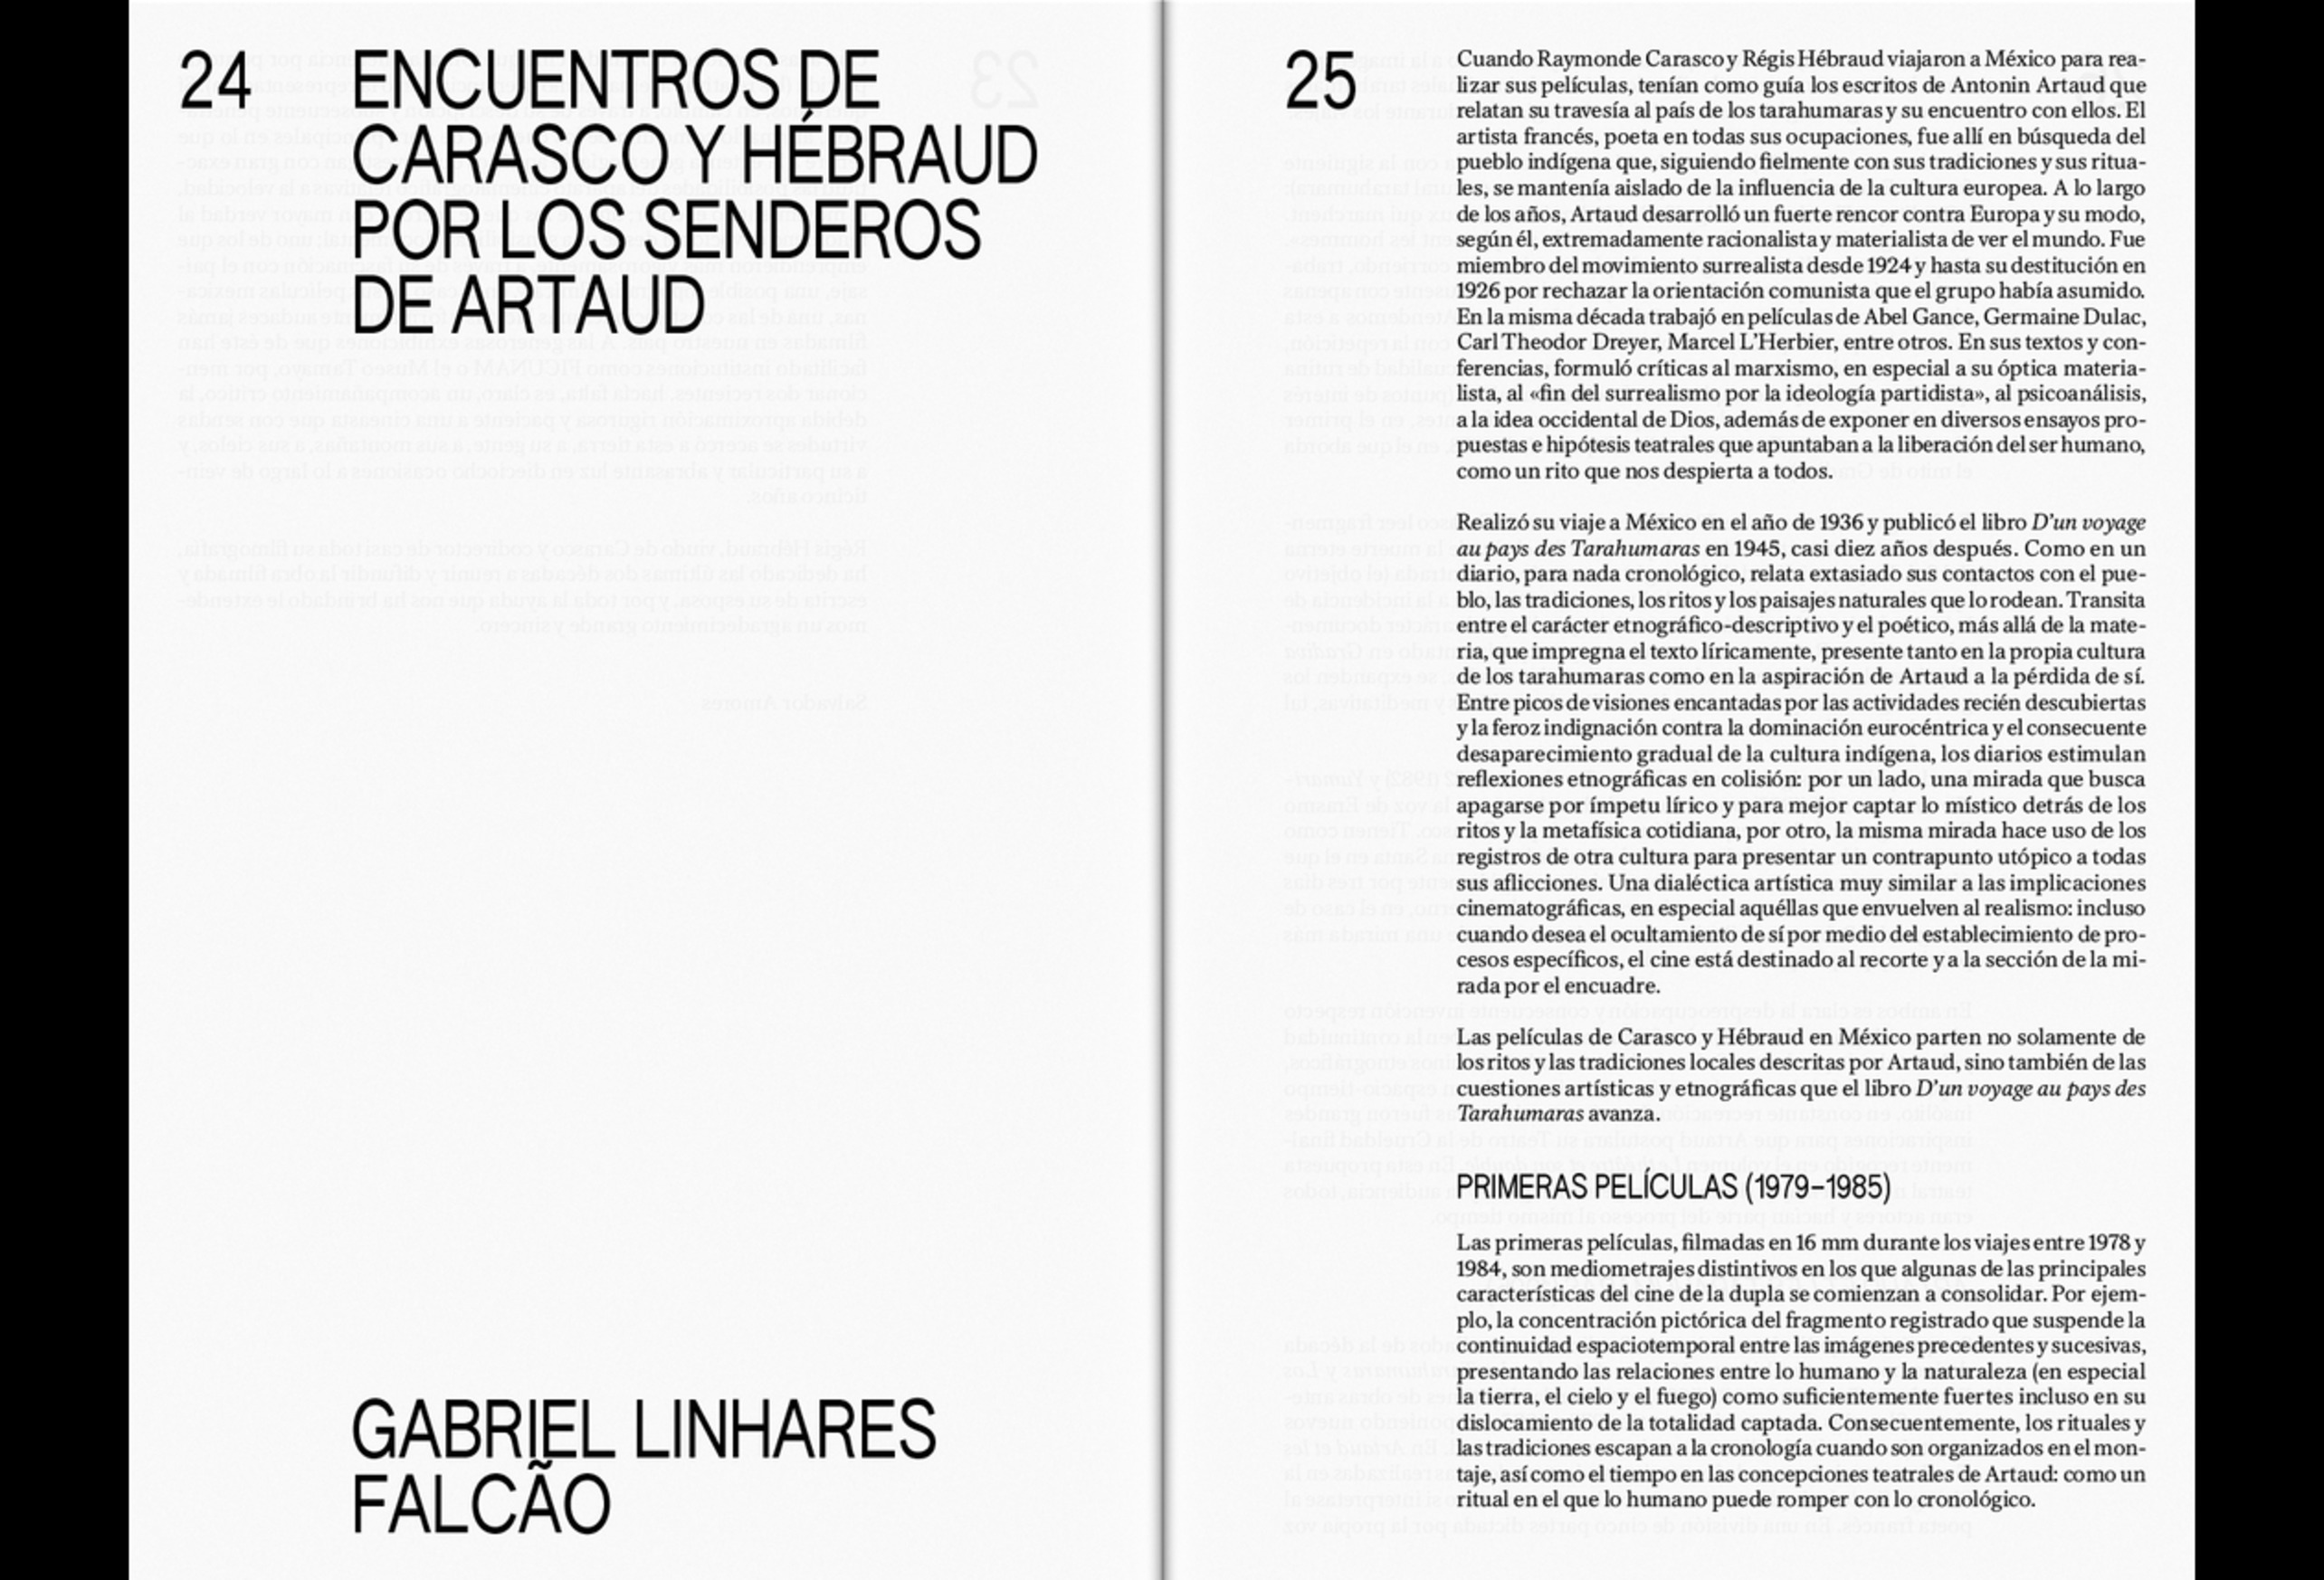 24
ENCUENTROS DE
CARASCO Y HÉBRAUD
POR LOS SENDEROS
DE ARTAUD
GABRIEL LINHARES
FALCÃO
25
Cuando Raymonde Carasco y Régis Hébraud viajaron a México para rea-
lizar sus películas, tenían como guía los escritos de Antonin Artaud que
relatan su travesía al país de los tarahumaras y su encuentro con ellos. El
artista francés, poeta en todas sus ocupaciones, fue allí en búsqueda del
pueblo indígena que, siguiendo fielmente con sus tradiciones y sus ritua-
les, se mantenía aislado de la influencia de la cultura europea. A lo largo
de los años, Artaud desarrolló un fuerte rencor contra Europa y su modo,
según él, extremadamente racionalista y materialista de ver el mundo. Fue
miembro del movimiento surrealista desde 1924 y hasta su destitución en
1926 por rechazar la orientación comunista que el grupo había asumido.
En la misma década trabajó en películas de Abel Gance, Germaine Dulac,
Carl Theodor Dreyer, Marcel L'Herbier, entre otros. En sus textos y con-
ferencias, formuló críticas al marxismo, en especial a su óptica materia-
lista, al «fin del surrealismo por la ideología partidista», al psicoanálisis,
a la idea occidental de Dios, además de exponer en diversos ensayos pro-
puestas e hipótesis teatrales que apuntaban a la liberación del ser humano,
como un rito que nos despierta a todos.
Realizó su viaje a México en el año de 1936 y publicó el libro D'un voyage
au pays des Tarahumaras en 1945, casi diez años después. Como en un
diario, para nada cronológico, relata extasiado sus contactos con el pue-
blo, las tradiciones, los ritos y los paisajes naturales que lo rodean. Transita
entre el carácter etnográfico-descriptivo y el poético, más allá de la mate-
ria, que impregna el texto líricamente, presente tanto en la propia cultura
de los tarahumaras como en la aspiración de Artaud a la pérdida de sí.
Entre picos de visiones encantadas por las actividades recién descubiertas
y la feroz indignación contra la dominación eurocéntrica y el consecuente
desaparecimiento gradual de la cultura indígena, los diarios estimulan
reflexiones etnográficas en colisión: por un lado, una mirada que busca
apagarse por ímpetu lírico y para mejor captar lo místico detrás de los
ritos y la metafísica cotidiana, por otro, la misma mirada hace uso de los
registros de otra cultura para presentar un contrapunto utópico a todas
sus aflicciones. Una dialéctica artística muy similar a las implicaciones
cinematográficas, en especial aquéllas que envuelven al realismo: incluso
cuando desea el ocultamiento de sí por medio del establecimiento de pro-
cesos específicos, el cine está destinado al recorte y a la sección de la mi-
rada por el encuadre.
Las películas de Carasco y Hébraud en México parten no solamente de
los ritos y las tradiciones locales descritas por Artaud, sino también de las
cuestiones artísticas y etnográficas que el libro D'un voyage au pays des
Tarahumaras avanza.
PRIMERAS PELÍCULAS (1979–1985)
Las primeras películas, filmadas en 16 mm durante los viajes entre 1978 y
1984, son mediometrajes distintivos en los que algunas de las principales
características del cine de la dupla se comienzan a consolidar. Por ejem-
plo, la concentración pictórica del fragmento registrado que suspende la
continuidad espaciotemporal entre las imágenes precedentes y sucesivas,
presentando las relaciones entre lo humano y la naturaleza (en especial
la tierra, el cielo y el fuego) como suficientemente fuertes incluso en su
dislocamiento de la totalidad captada. Consecuentemente, los rituales y
las tradiciones escapan a la cronología cuando son organizados en el mon-
taje, así como el tiempo en las concepciones teatrales de Artaud: como un
ritual en el que lo humano puede romper con lo cronológico.